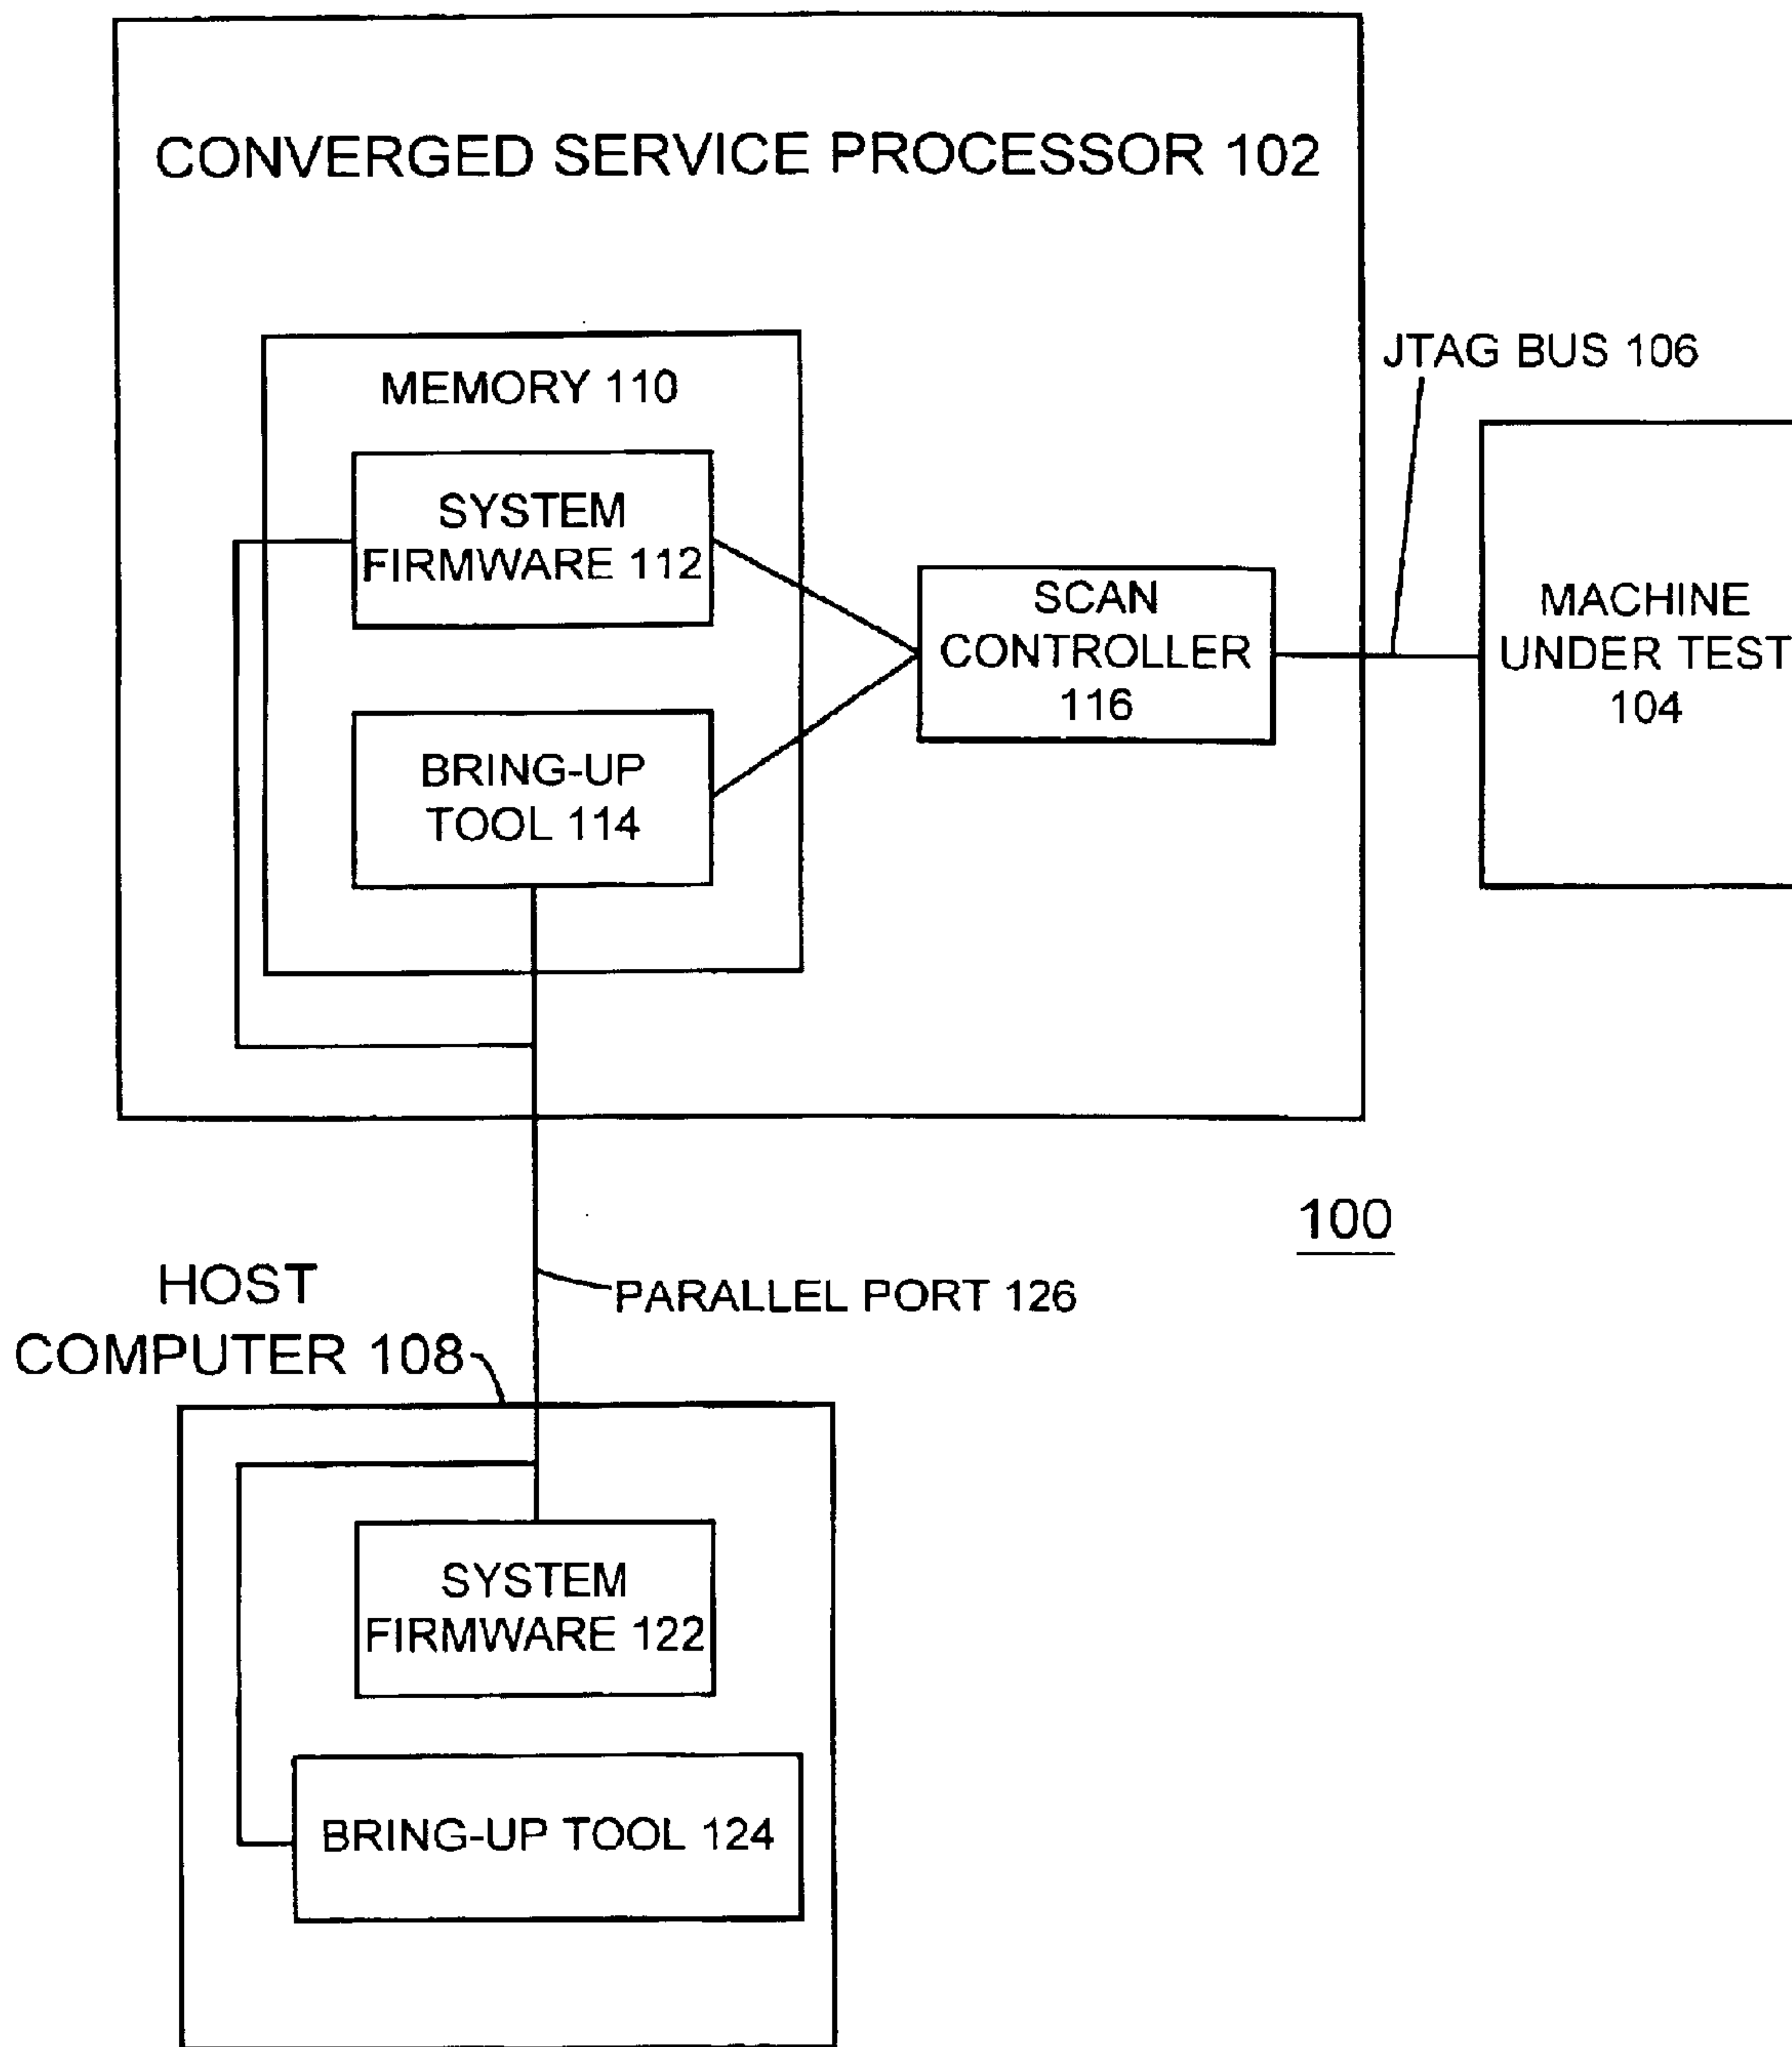 CONVERGED SERVICE PROCESSOR 102
MEMORY 110
SYSTEM
FIRMWARE 112
BRING-UP
TOOL 114
SCAN
CONTROLLER
116
JTAG BUS 106
MACHINE
UNDER TEST
104
100
HOST
COMPUTER 108
PARALLEL PORT 126
SYSTEM
FIRMWARE 122
BRING-UP TOOL 124